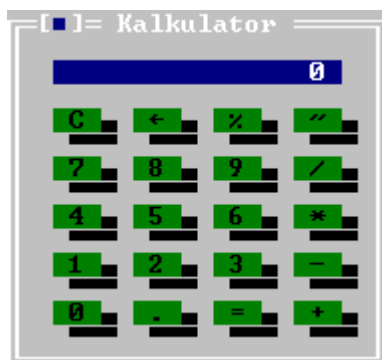 [■]= Kalkulator
0
C ← % "
7 8 9 /
4 5 6 *
1 2 3 -
0 . = +